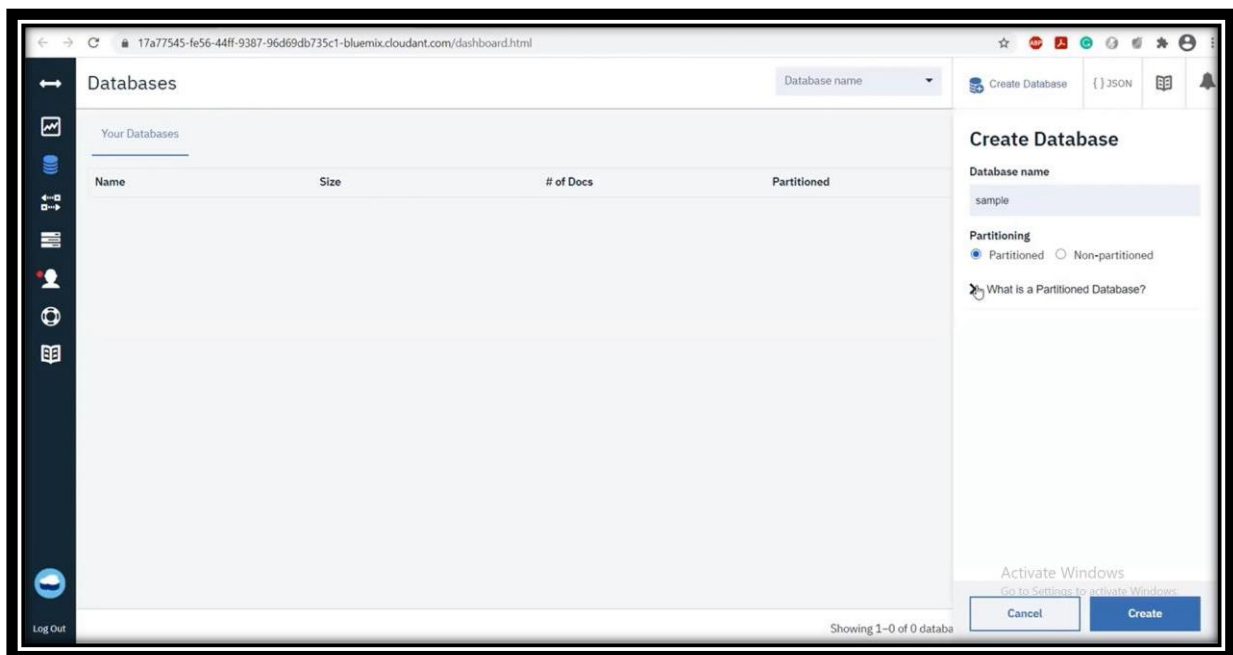 17a77545-fe56-44ff-9387-96d69db735c1-bluemix.cloudant.com/dashboard.html
ABP
Databases
Database name
Create Database
{ } JSON
Your Databases
Name Size # of Docs Partitioned
Create Database
Database name
sample
Partitioning
Partitioned Non-partitioned
What is a Partitioned Database?
Activate Windows
Go to Settings to activate Windows.
Cancel Create
Log Out
Showing 1–0 of 0 databa